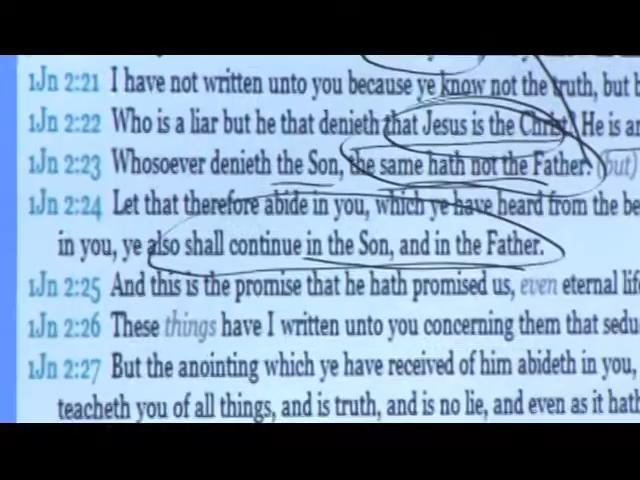 1Jn 2:21 I have not written unto you because ye know not the truth, but
1Jn 2:22 Who is a liar but he that denieth that Jesus is the Christ? He is
1Jn 2:23 Whosoever denieth the Son, the same hath not the Father: (but)
1Jn 2:24 Let that therefore abide in you, which ye have heard from the
in you, ye also shall continue in the Son, and in the Father.
1Jn 2:25 And this is the promise that he hath promised us, even eternal
1Jn 2:26 These things have I written unto you concerning them that
1Jn 2:27 But the anointing which ye have received of him abideth in you,
teacheth you of all things, and is truth, and is no lie, and even as it